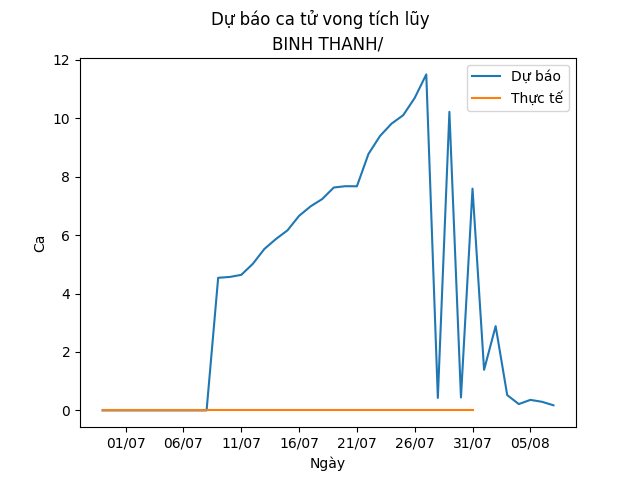 Dự báo ca tử vong tích lũy
BINH THANH/
Dự báo
Thực tế
12
10
8
6
4
2
0
Ca
01/07 06/07 11/07 16/07 21/07 26/07 31/07 05/08
Ngày